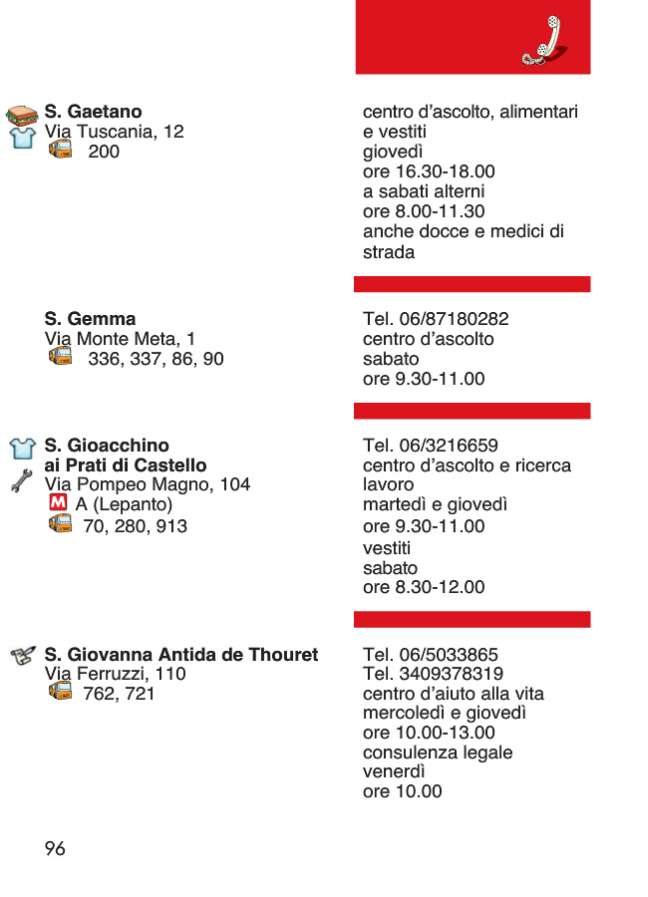 S. Gaetano
Via Tuscania, 12
200
centro d'ascolto, alimentari
e vestiti
giovedì
ore 16.30-18.00
a sabati alterni
ore 8.00-11.30
anche docce e medici di
strada
S. Gemma
Via Monte Meta, 1
336, 337, 86, 90
Tel. 06/87180282
centro d'ascolto
sabato
ore 9.30-11.00
S. Gioacchino
ai Prati di Castello
Via Pompeo Magno, 104
M A (Lepanto)
70, 280, 913
Tel. 06/3216659
centro d'ascolto e ricerca
lavoro
martedì e giovedì
ore 9.30-11.00
vestiti
sabato
ore 8.30-12.00
S. Giovanna Antida de Thouret
Via Ferruzzi, 110
762, 721
Tel. 06/5033865
Tel. 3409378319
centro d'aiuto alla vita
mercoledì e giovedì
ore 10.00-13.00
consulenza legale
venerdì
ore 10.00
96